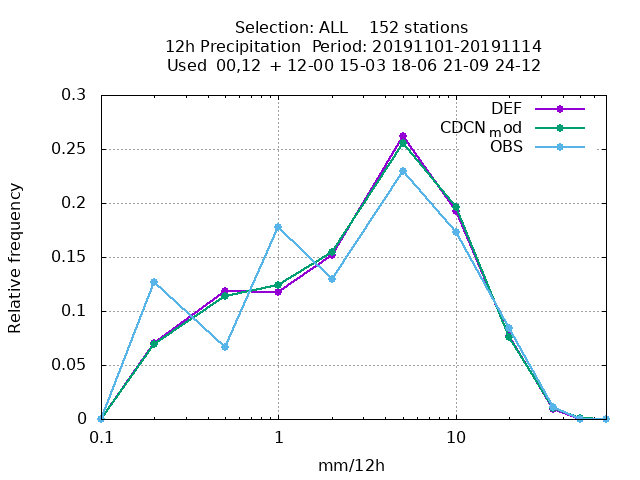 Selection: ALL    152 stations
12h Precipitation  Period: 20191101-20191114
Used  00,12  + 12-00 15-03 18-06 21-09 24-12
0.3
DEF
CDCN_mod
OBS
0.25
0.2
0.15
0.1
0.05
0
Relative frequency
0.1
1
10
mm/12h